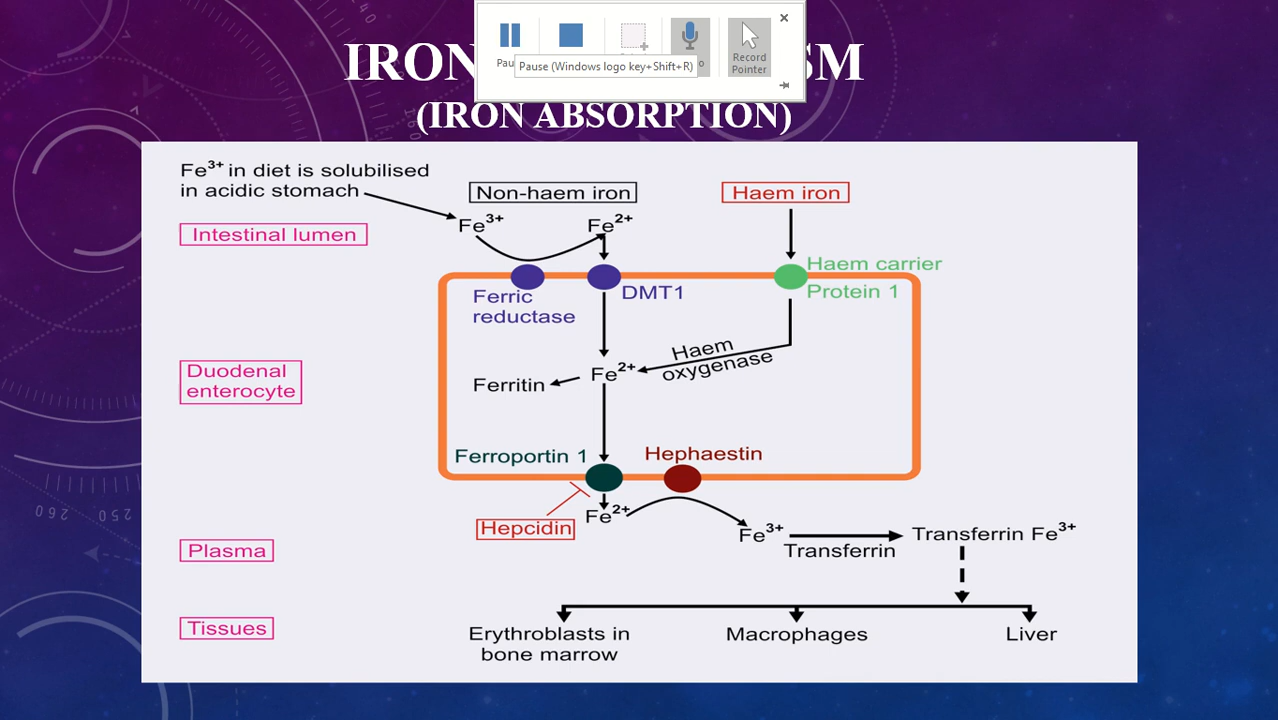 Pause (Windows logo key+Shift+R)
Record
Pointer
IRON
SM
(IRON ABSORPTION)
Fe3+ in diet is solubilised
in acidic stomach
Non-haem iron
Haem iron
Fe3+
Fe2+
Intestinal lumen
Haem carrier
Protein 1
Ferric
reductase
DMT1
Haem
oxygenase
Duodenal
enterocyte
Ferritin
Fe2+
Ferroportin 1
Hephaestin
Hepcidin
Fe2+
Fe3+
Transferrin
Transferrin Fe3+
Plasma
Tissues
Erythroblasts in
bone marrow
Macrophages
Liver